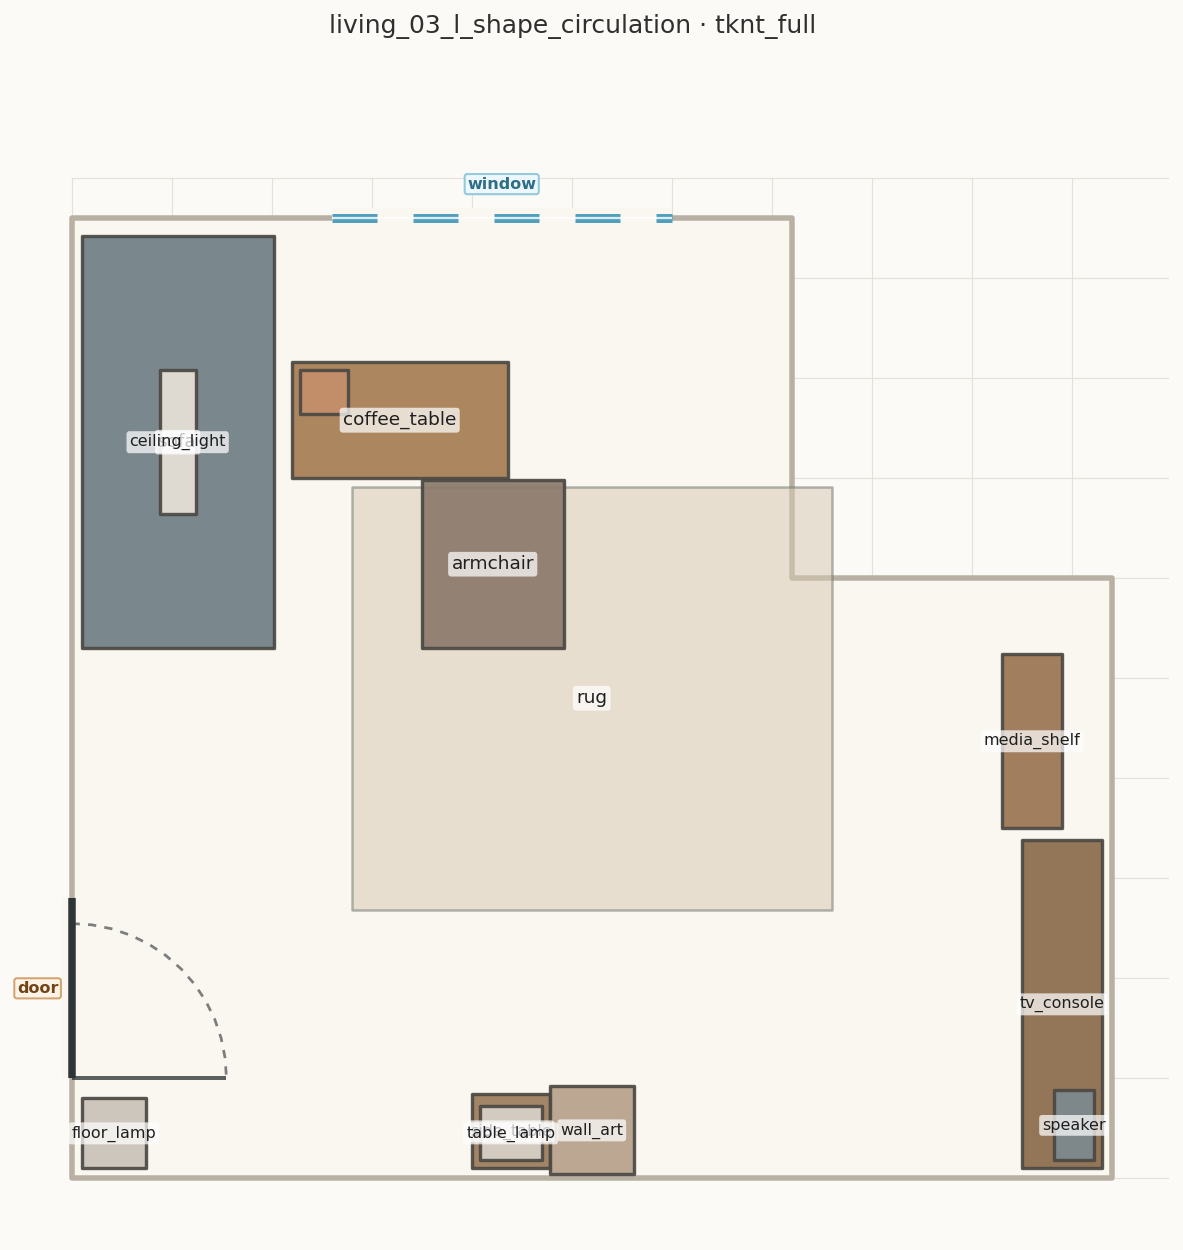 living_03_l_shape_circulation · tknt_full
window
coffee_table
ceiling_light
armchair
rug
media_shelf
door
tv_console
floor_lamp
table_lamp
wall_art
speaker